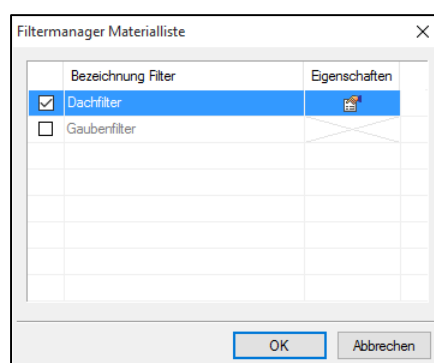 Filtermanager Materialliste
Bezeichnung Filter Eigenschaften
Dachfilter
Gaubenfilter
OK Abbrechen